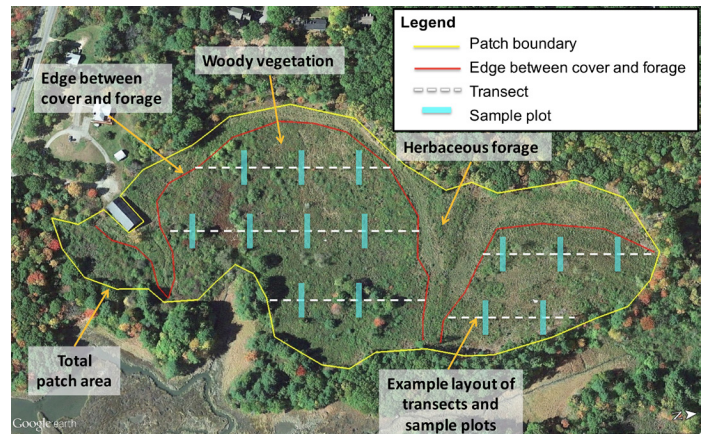 Legend
Patch boundary
Edge between cover and forage
Transect
Sample plot
Woody vegetation
Edge between
cover and forage
Herbaceous forage
Total
patch area
Example layout of
transects and
sample plots
Google earth
N